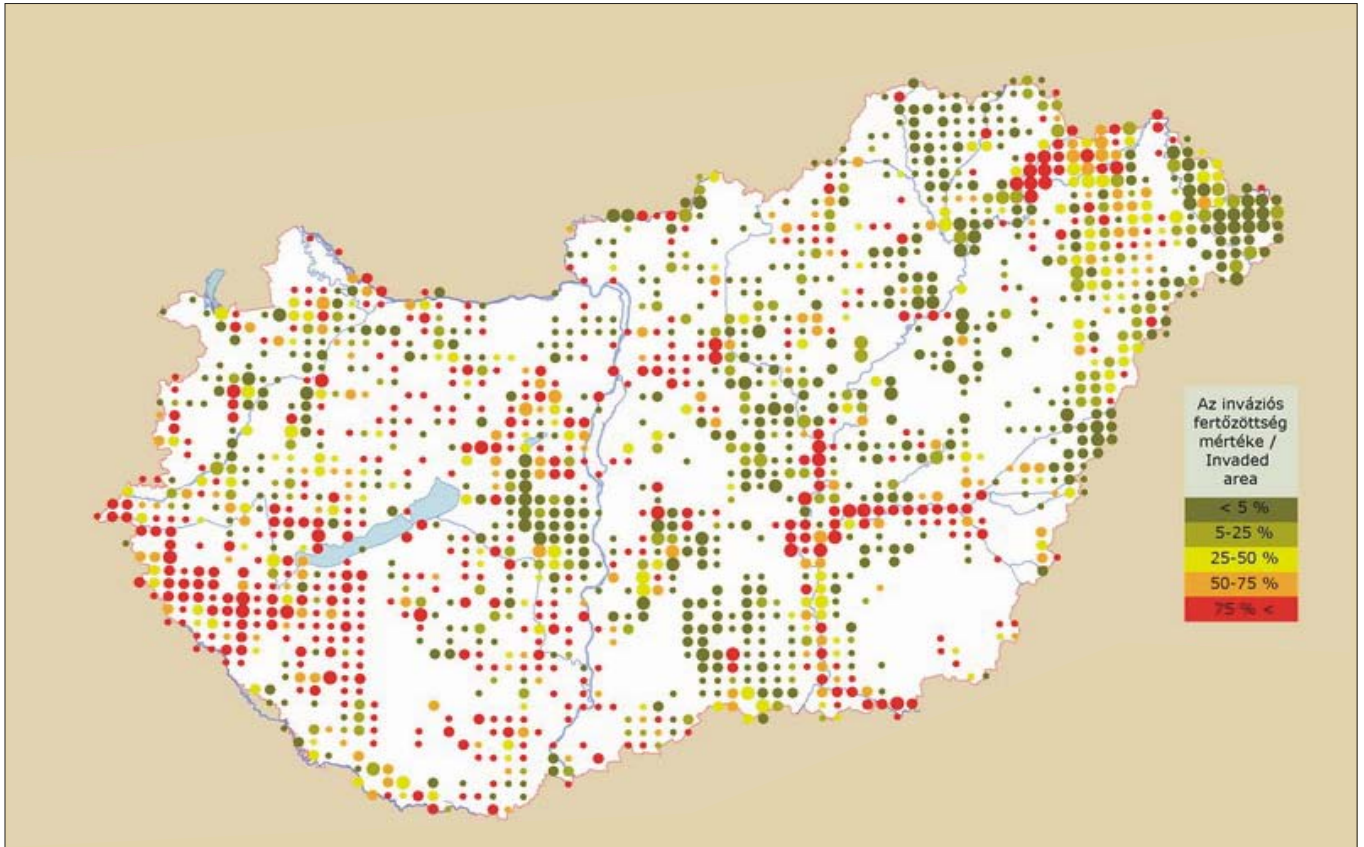 Az inváziós
fertőzöttség
mértéke /
Invaded
area
< 5 %
5-25 %
25-50 %
50-75 %
75 % <